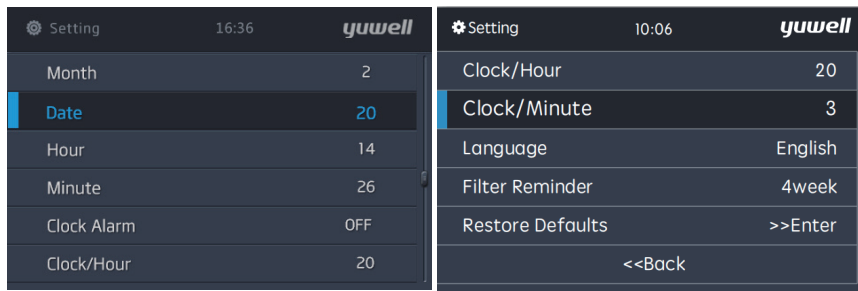 Setting 16:36 yuwell
Month 2
Date 20
Hour 14
Minute 26
Clock Alarm OFF
Clock/Hour 20
Setting 10:06 yuwell
Clock/Hour 20
Clock/Minute 3
Language English
Filter Reminder 4week
Restore Defaults >>Enter
<<Back